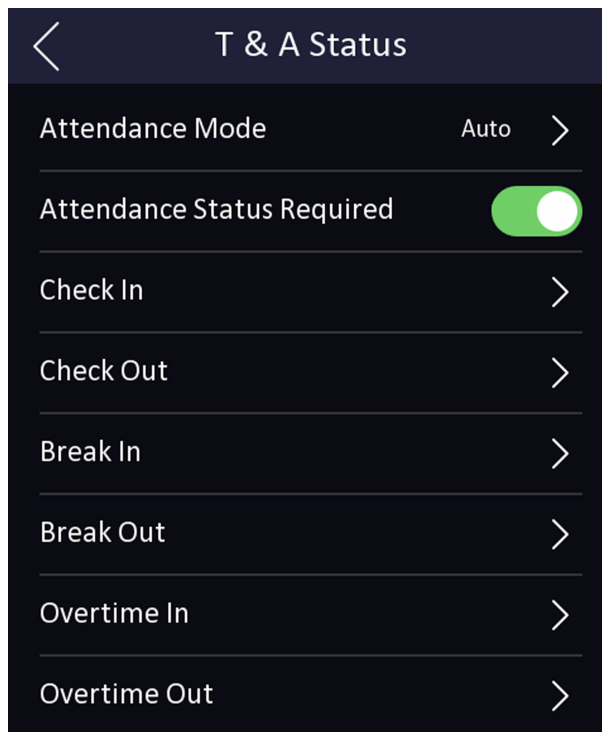 T & A Status
Attendance Mode Auto
Attendance Status Required
Check In
Check Out
Break In
Break Out
Overtime In
Overtime Out